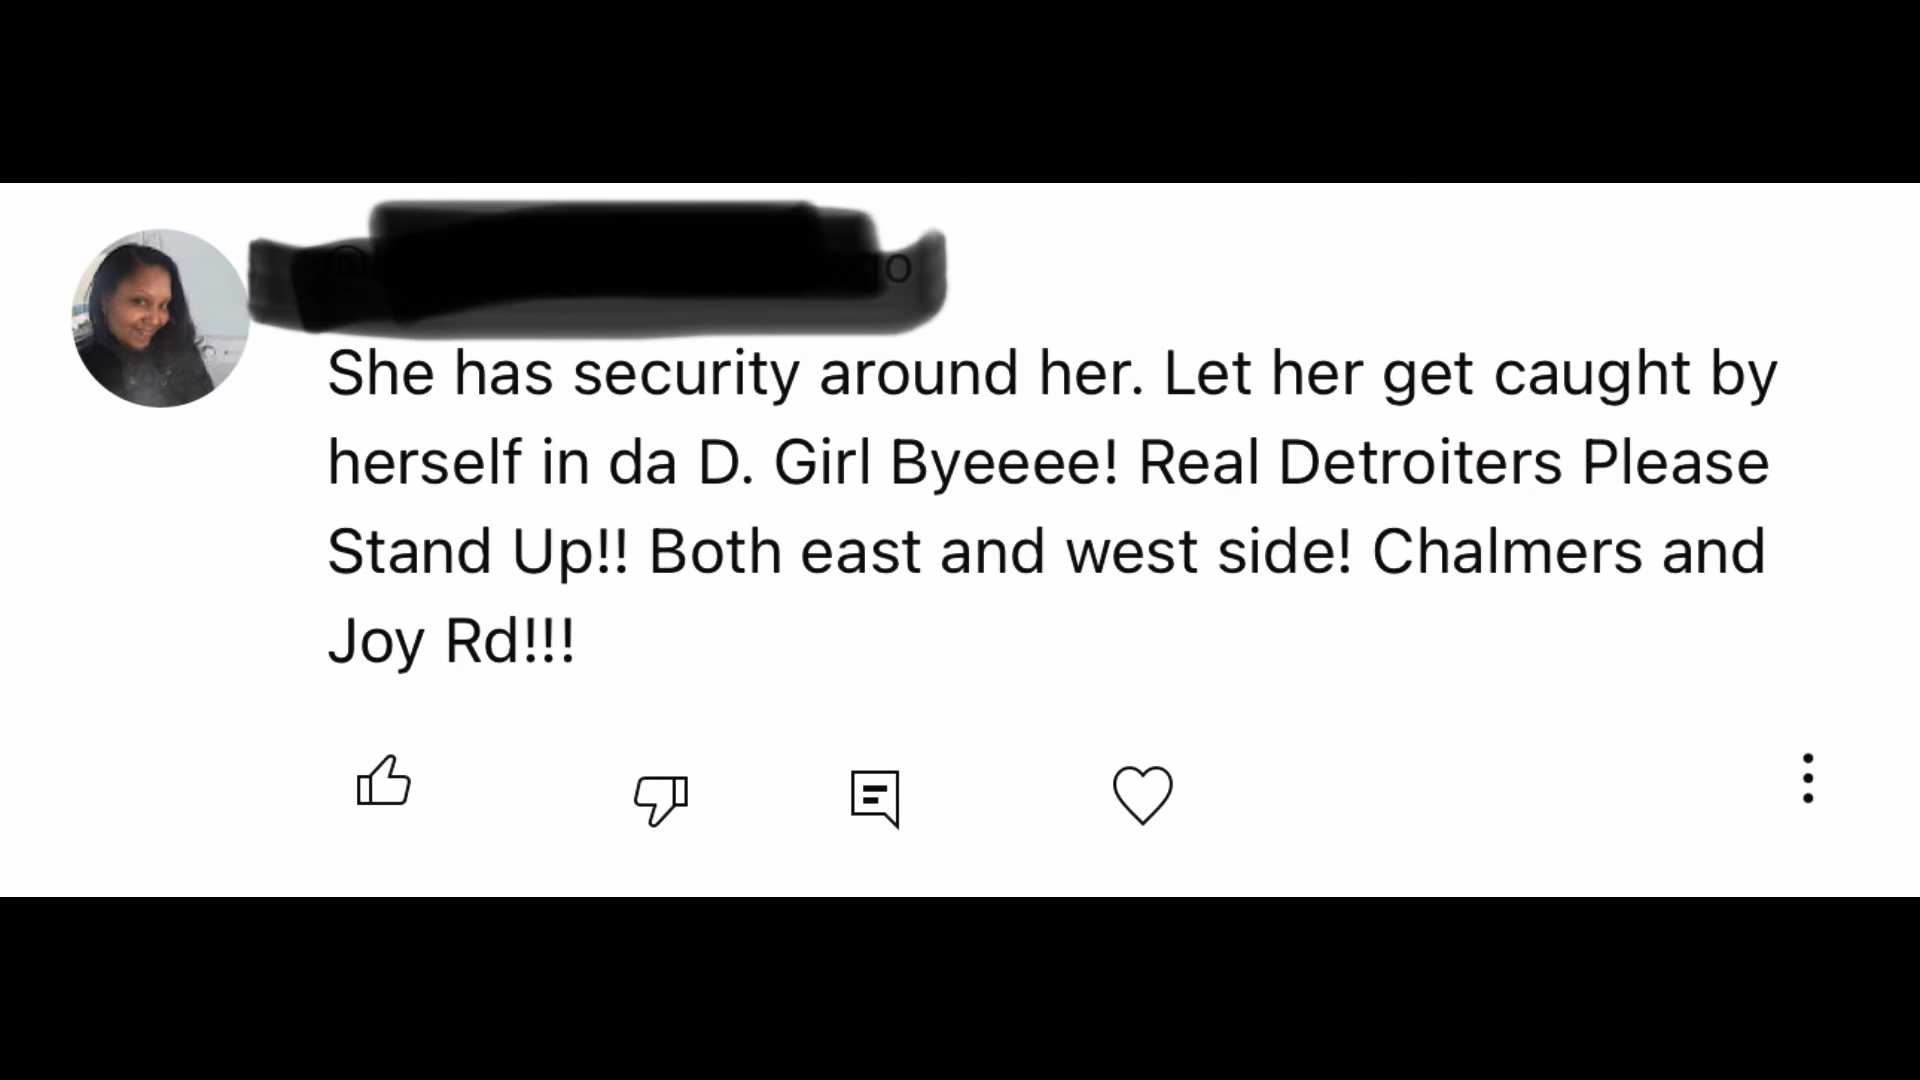 She has security around her. Let her get caught by
herself in da D. Girl Byeeee! Real Detroiters Please
Stand Up!! Both east and west side! Chalmers and
Joy Rd!!!